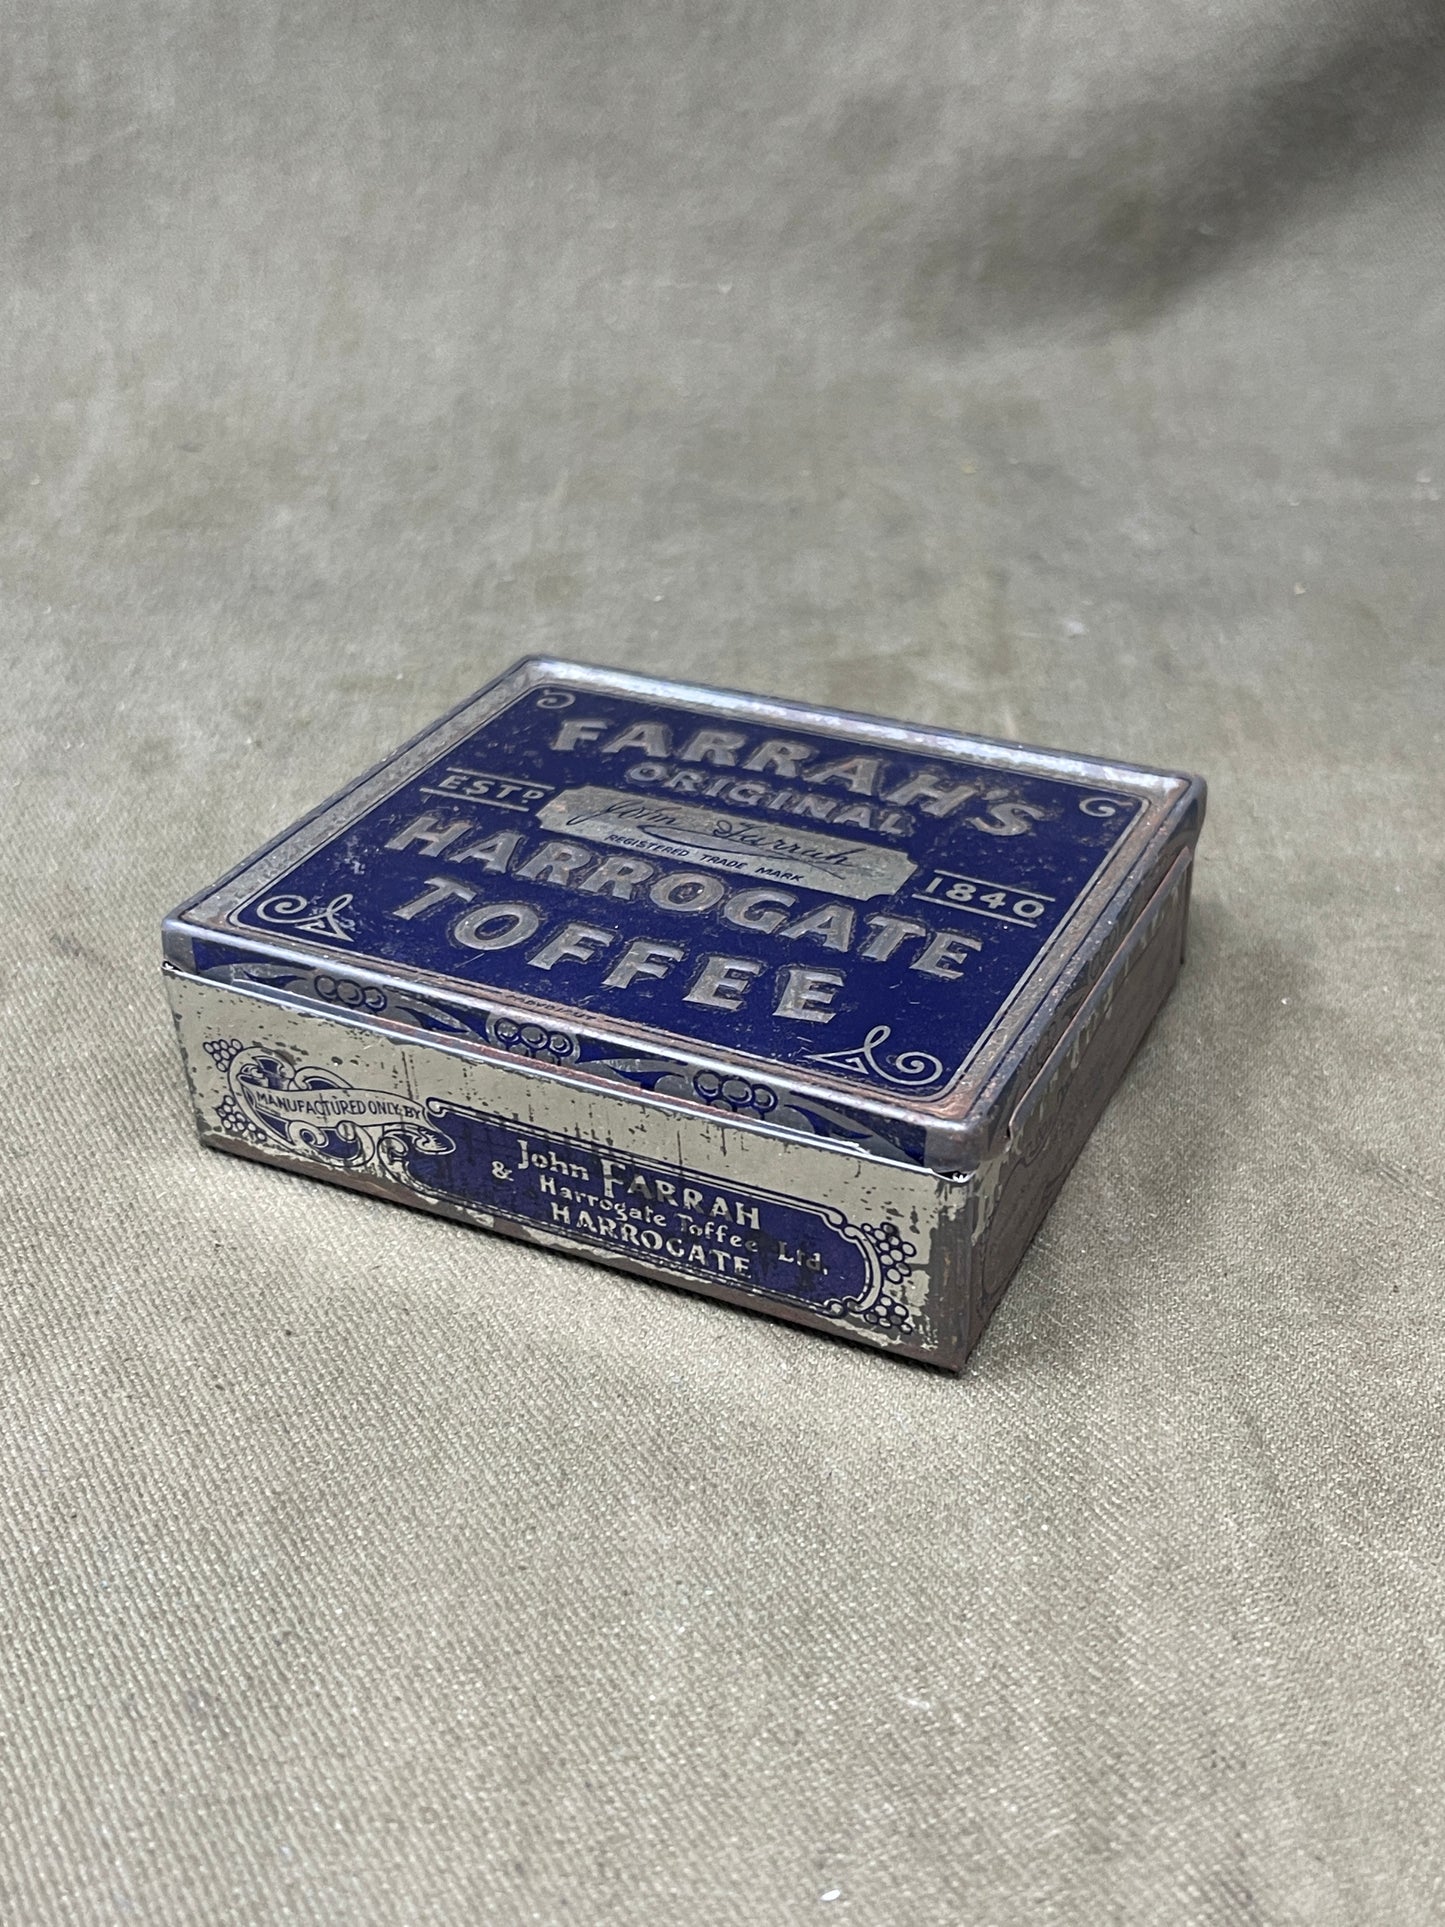 FARRAH'S
ORIGINAL
ESTD
John Farrah
REGISTERED TRADE MARK
1840
HARROGATE
TOFFEE
MANUFACTURED ONLY BY
John FARRAH
& Harrogate Toffee Ltd.
HARROGATE